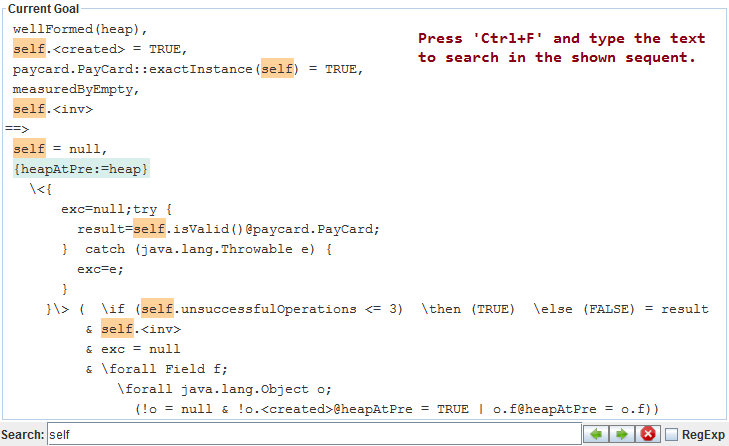 Current Goal
wellFormed(heap),
self.<created> = TRUE,
Press 'Ctrl+F' and type the text
paycard.PayCard::exactInstance(self) = TRUE,
to search in the shown sequent.
measuredByEmpty,
self.<inv>
==>
self = null,
{heapAtPre:=heap}
\<{
exc=null;try {
result=self.isValid()@paycard.PayCard;
} catch (java.lang.Throwable e) {
exc=e;
}
}\> ( \if (self.unsuccessfulOperations <= 3) \then (TRUE) \else (FALSE) = result
& self.<inv>
& exc = null
& \forall Field f;
\forall java.lang.Object o;
(!o = null & !o.<created>@heapAtPre = TRUE | o.f@heapAtPre = o.f))
Search: self RegExp